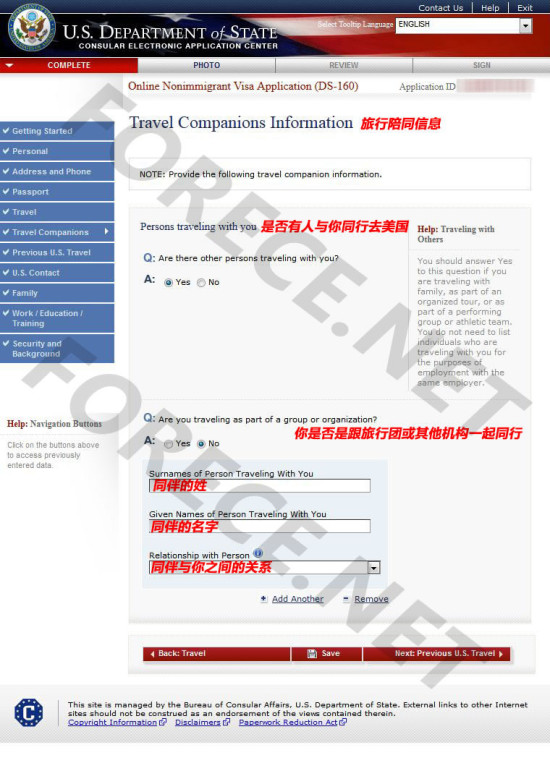 Contact Us | Help | Exit
U.S. DEPARTMENT of STATE
CONSULAR ELECTRONIC APPLICATION CENTER
Select Tooltip Language ENGLISH
COMPLETE PHOTO REVIEW SIGN
Online Nonimmigrant Visa Application (DS-160) Application ID
Travel Companions Information 旅行陪同信息
Getting Started
Personal
Address and Phone
Passport
Travel
Travel Companions
Previous U.S. Travel
U.S. Contact
Family
Work / Education /
Training
Security and
Background
Help: Navigation Buttons
Click on the buttons above
to access previously
entered data.
NOTE: Provide the following travel companion information.
Persons traveling with you 是否有人与你同行去美国
Q: Are there other persons traveling with you?
A: Yes No
Help: Traveling with
Others
You should answer Yes
to this question if you
are traveling with
family, as part of an
organized tour, or as
part of a performing
group or athletic team.
You do not need to list
individuals who are
traveling with you for
the purposes of
employment with the
same employer.
Q: Are you traveling as part of a group or organization?
你是否是跟旅行团或其他机构一起同行
A: Yes No
Surnames of Person Traveling With You
同伴的姓
Given Names of Person Traveling With You
同伴的名字
Relationship with Person
同伴与你之间的关系
Add Another Remove
Back: Travel Save Next: Previous U.S. Travel
This site is managed by the Bureau of Consular Affairs, U.S. Department of State. External links to other Internet
sites should not be construed as an endorsement of the views contained therein.
Copyright Information Disclaimers Paperwork Reduction Act
FORECE.NET
FORECE.NET